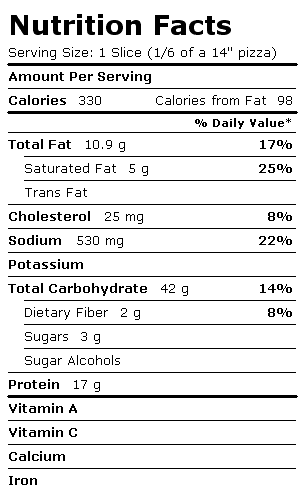 Nutrition Facts
Serving Size: 1 Slice (1/6 of a 14" pizza)
Amount Per Serving
Calories 330 Calories from Fat 98
% Daily Value*
Total Fat 10.9 g 17%
Saturated Fat 5 g 25%
Trans Fat
Cholesterol 25 mg 8%
Sodium 530 mg 22%
Potassium
Total Carbohydrate 42 g 14%
Dietary Fiber 2 g 8%
Sugars 3 g
Sugar Alcohols
Protein 17 g
Vitamin A
Vitamin C
Calcium
Iron